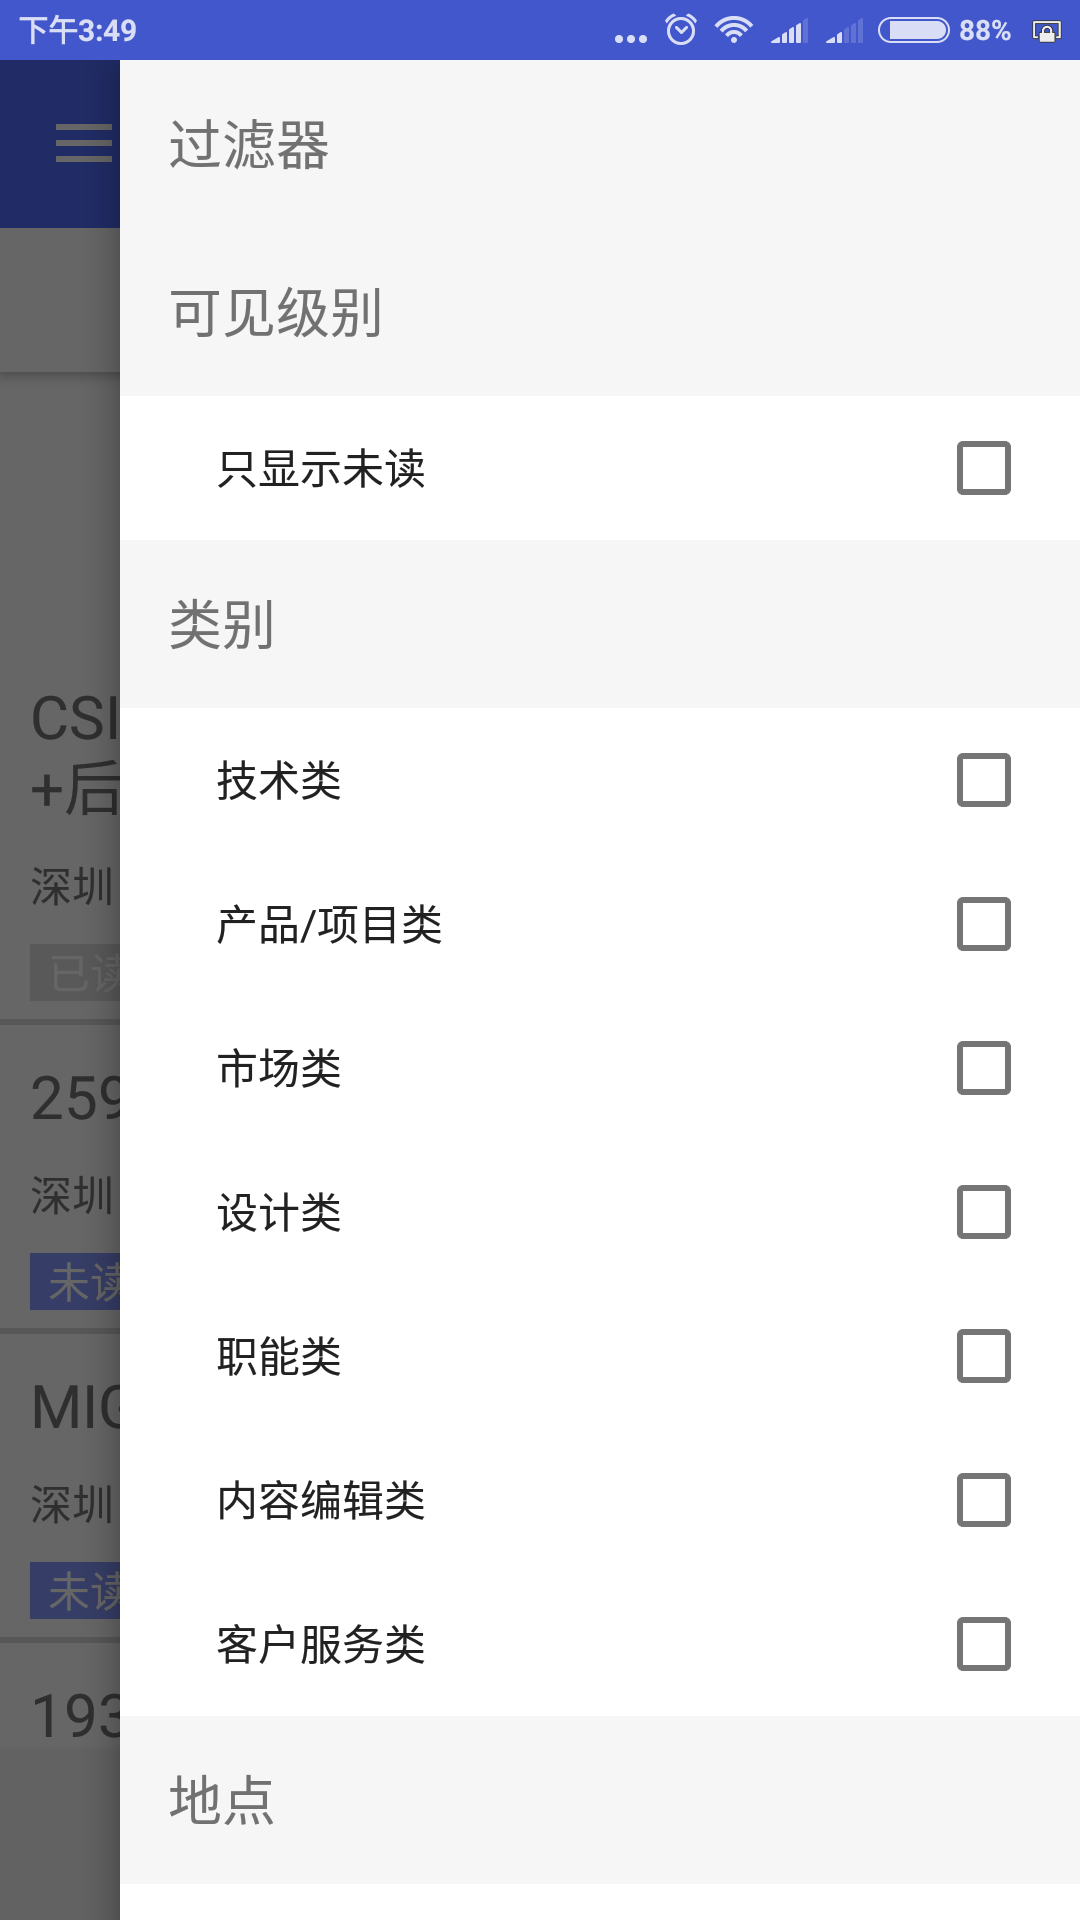 下午3:49
88%
过滤器
可见级别
只显示未读
类别
技术类
产品/项目类
市场类
设计类
职能类
内容编辑类
客户服务类
地点
CSI
+后
深圳
已读
259
深圳
未读
MIG
深圳
未读
193